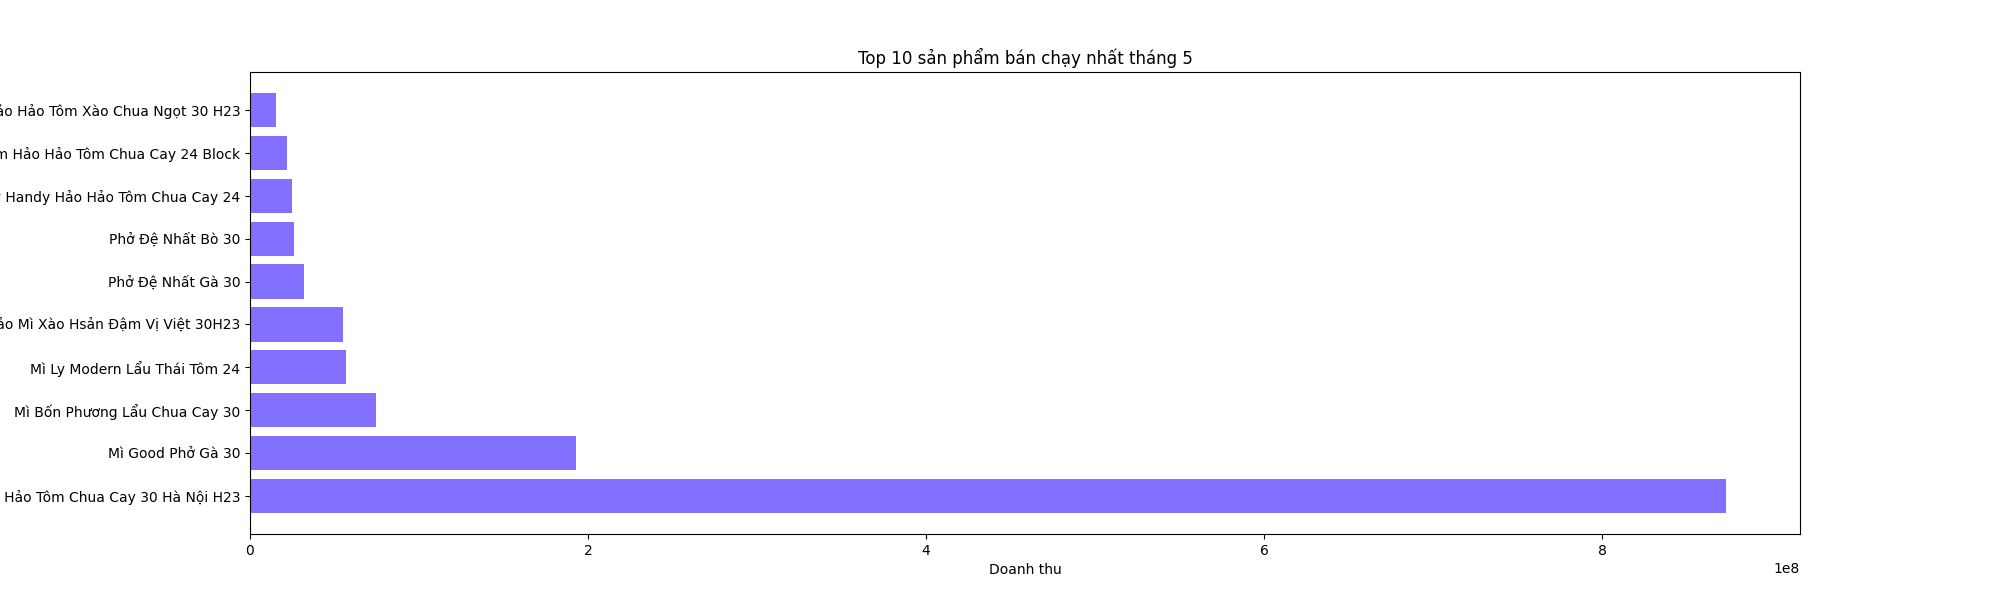 Top 10 sản phẩm bán chạy nhất tháng 5
Hảo Tôm Xào Chua Ngọt 30 H23
Hảo Hảo Tôm Chua Cay 24 Block
Handy Hảo Hảo Tôm Chua Cay 24
Phở Đệ Nhất Bò 30
Phở Đệ Nhất Gà 30
Mì Xào Hsản Đậm Vị Việt 30H23
Mì Ly Modern Lẩu Thái Tôm 24
Mì Bốn Phương Lẩu Chua Cay 30
Mì Good Phở Gà 30
Hảo Tôm Chua Cay 30 Hà Nội H23
0 2 4 6 8
Doanh thu
1e8